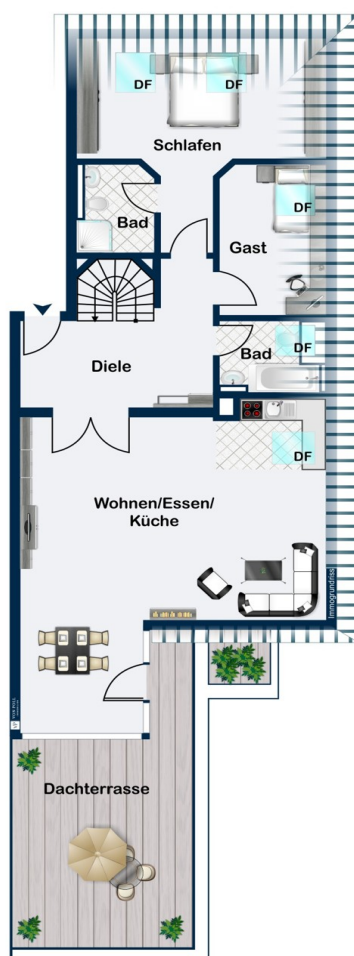 DF
DF
Schlafen
DF
Bad
Gast
DF
Bad
Diele
DF
Wohnen/Essen/
Küche
Immogrundriss
Dachterrasse